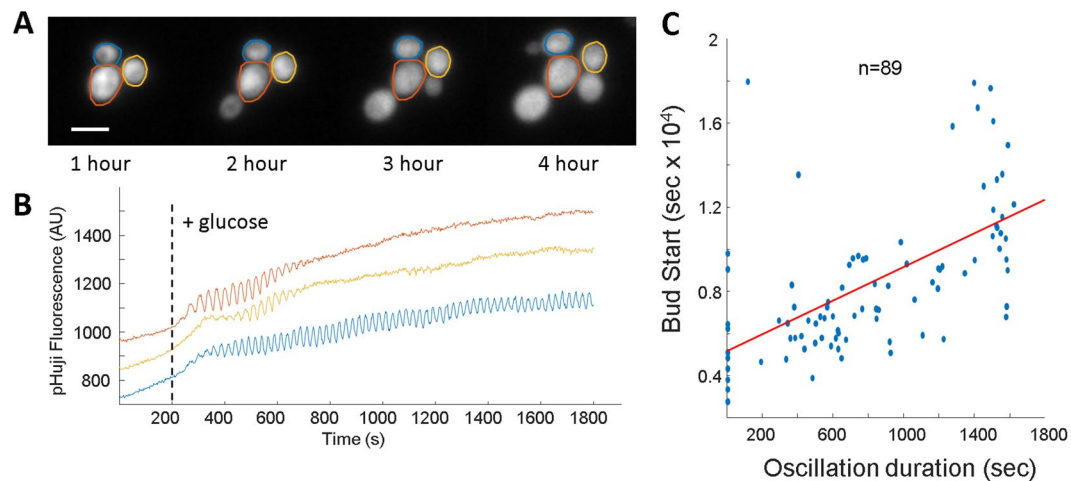 A
1 hour 2 hour 3 hour 4 hour
B
+ glucose
pHuji Fluorescence (AU)
1400
1200
1000
800
200 400 600 800 1000 1200 1400 1600 1800
Time (s)
C
n=89
Bud Start (sec x 10⁴)
2
1.6
1.2
0.8
0.4
200 600 1000 1400 1800
Oscillation duration (sec)